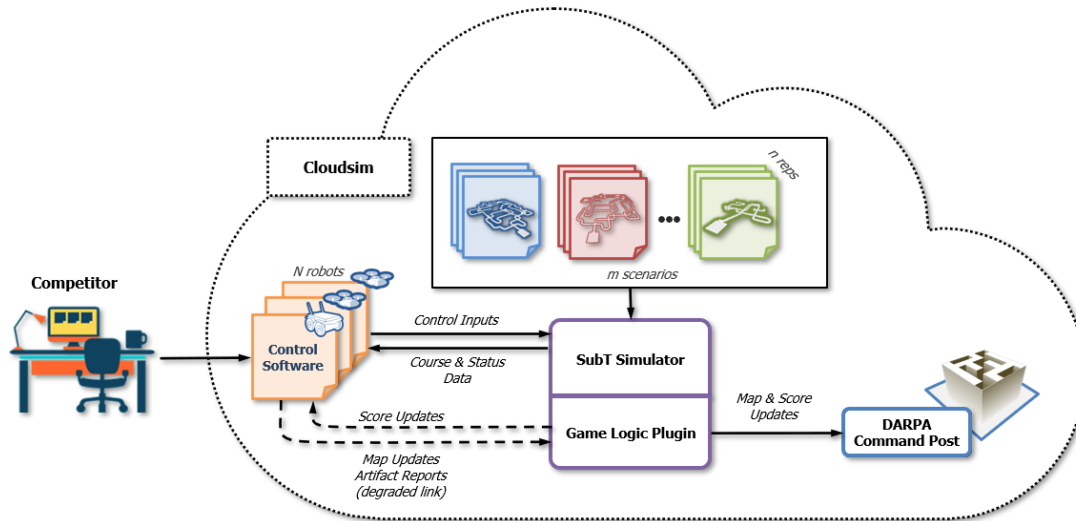 Cloudsim
n reps
m scenarios
Competitor
N robots
Control
Software
Control Inputs
Course & Status
Data
SubT Simulator
Score Updates
Game Logic Plugin
Map Updates
Artifact Reports
(degraded link)
Map & Score
Updates
DARPA
Command Post